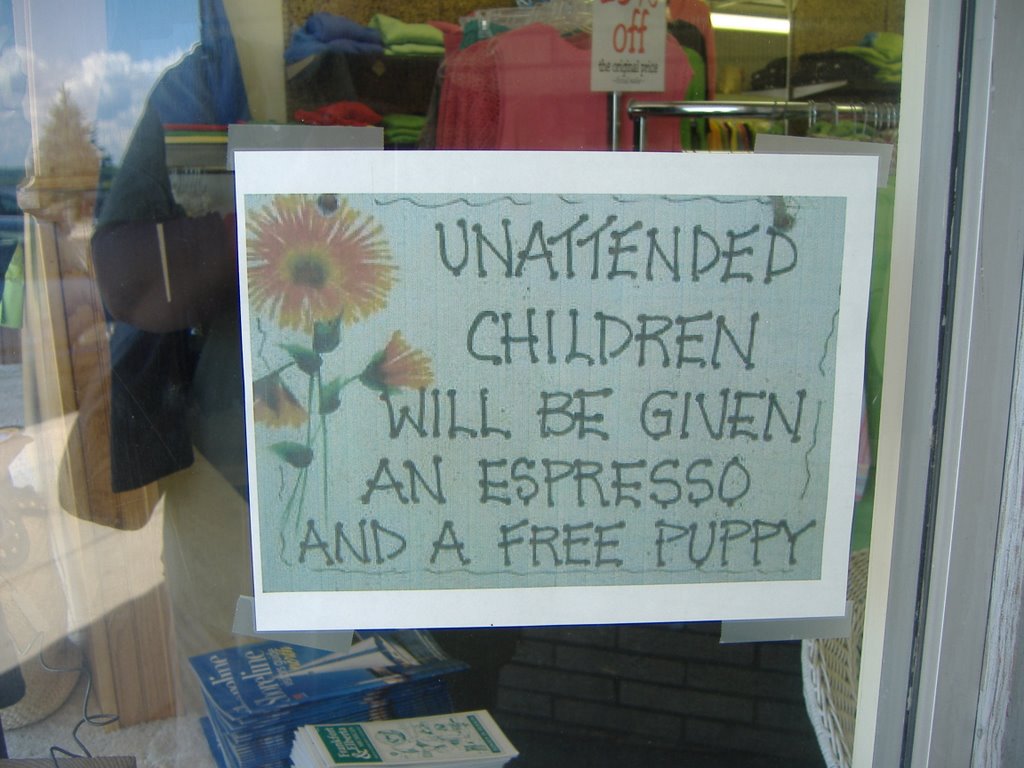 off
the original price
UNATTENDED
CHILDREN
WILL BE GIVEN
AN ESPRESSO
AND A FREE PUPPY